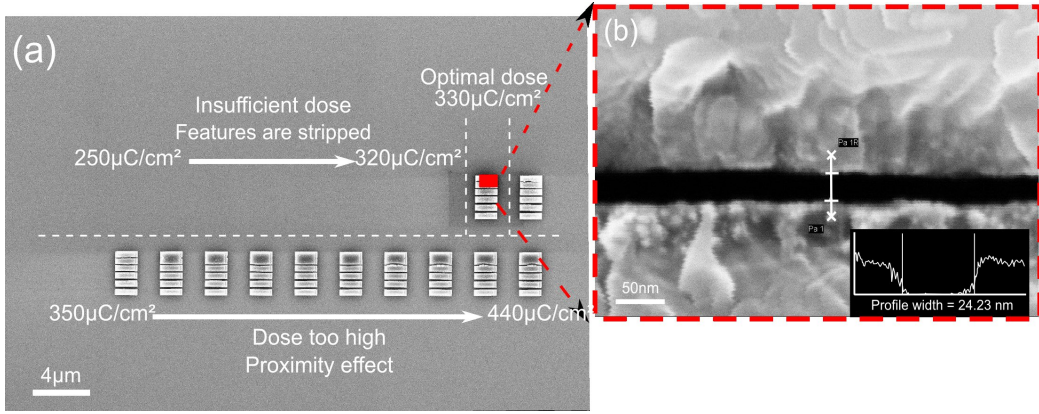 (a)
Insufficient dose
Features are stripped
250µC/cm²
320µC/cm²
Optimal dose
330µC/cm²
350µC/cm²
440µC/cm²
Dose too high
Proximity effect
4µm
(b)
Pa 1R
Pa 1
50nm
Profile width = 24.23 nm